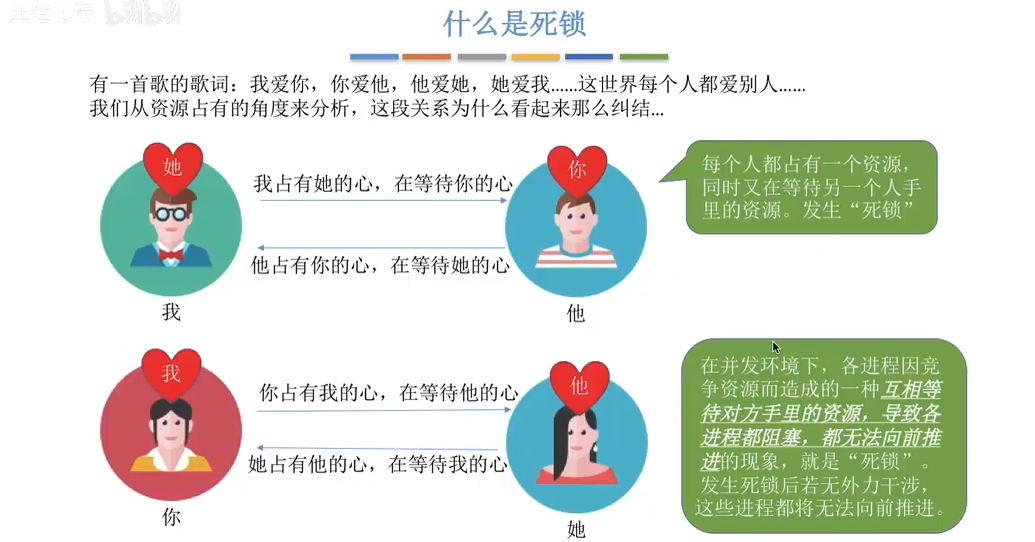 什么是死锁
有一首歌的歌词：我爱你，你爱他，他爱她，她爱我……这世界每个人都爱别人……
我们从资源占有的角度来分析，这段关系为什么看起来那么纠结…
她
我占有她的心，在等待你的心
你
他占有你的心，在等待她的心
我
他
每个人都占有一个资源，
同时又在等待另一个人手
里的资源。发生“死锁”
我
你占有我的心，在等待他的心
他
她占有他的心，在等待我的心
你
她
在并发环境下，各进程因竞
争资源而造成的一种互相等
待对方手里的资源，导致各
进程都阻塞，都无法向前推
进的现象，就是“死锁”。
发生死锁后若无外力干涉，
这些进程都将无法向前推进。
bilibili